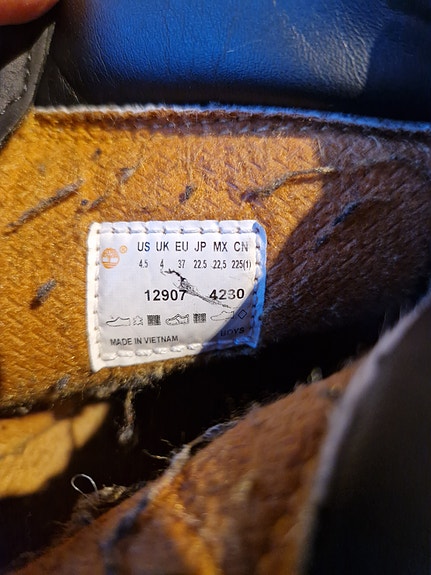 ®
US UK EU JP MX CN
4.5 4 37 22.5 22,5 225(1)
12907 4230
MADE IN VIETNAM BOYS